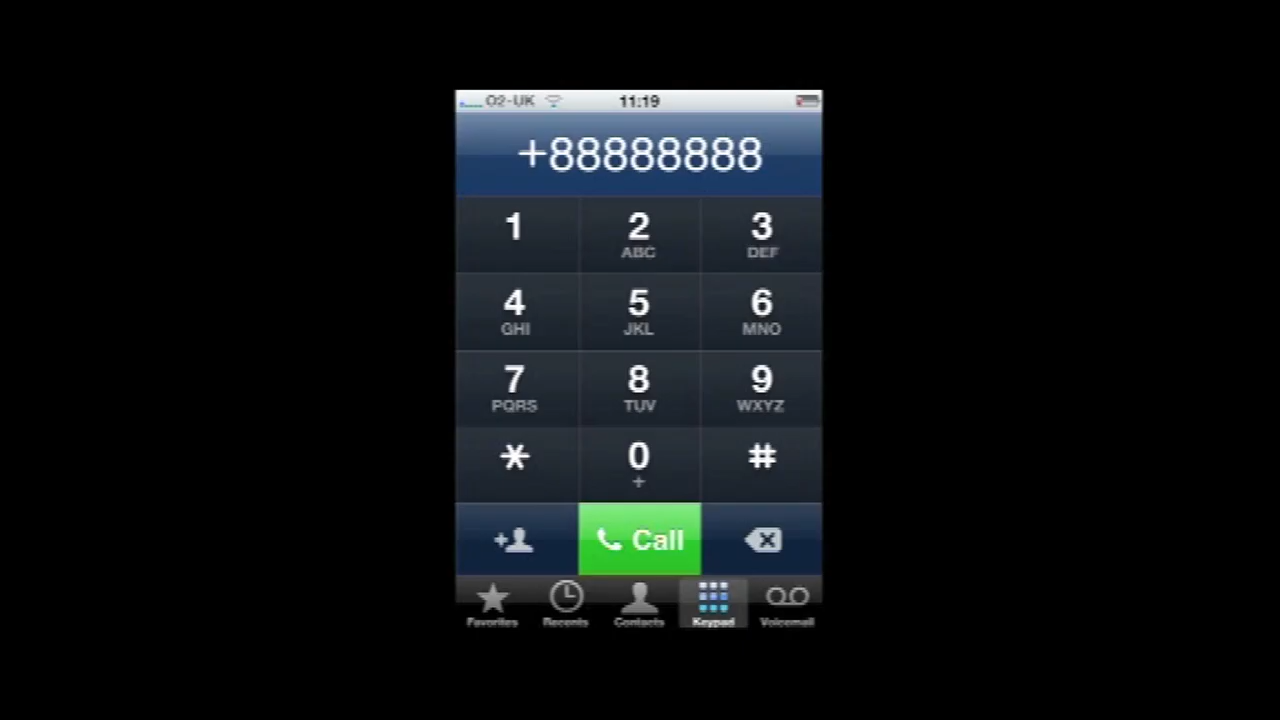 O2-UK 11:19
+88888888
1 2 3
ABC DEF
4 5 6
GHI JKL MNO
7 8 9
PQRS TUV WXYZ
* 0 #
+
+ Call
Favorites Recents Contacts Keypad Voicemail